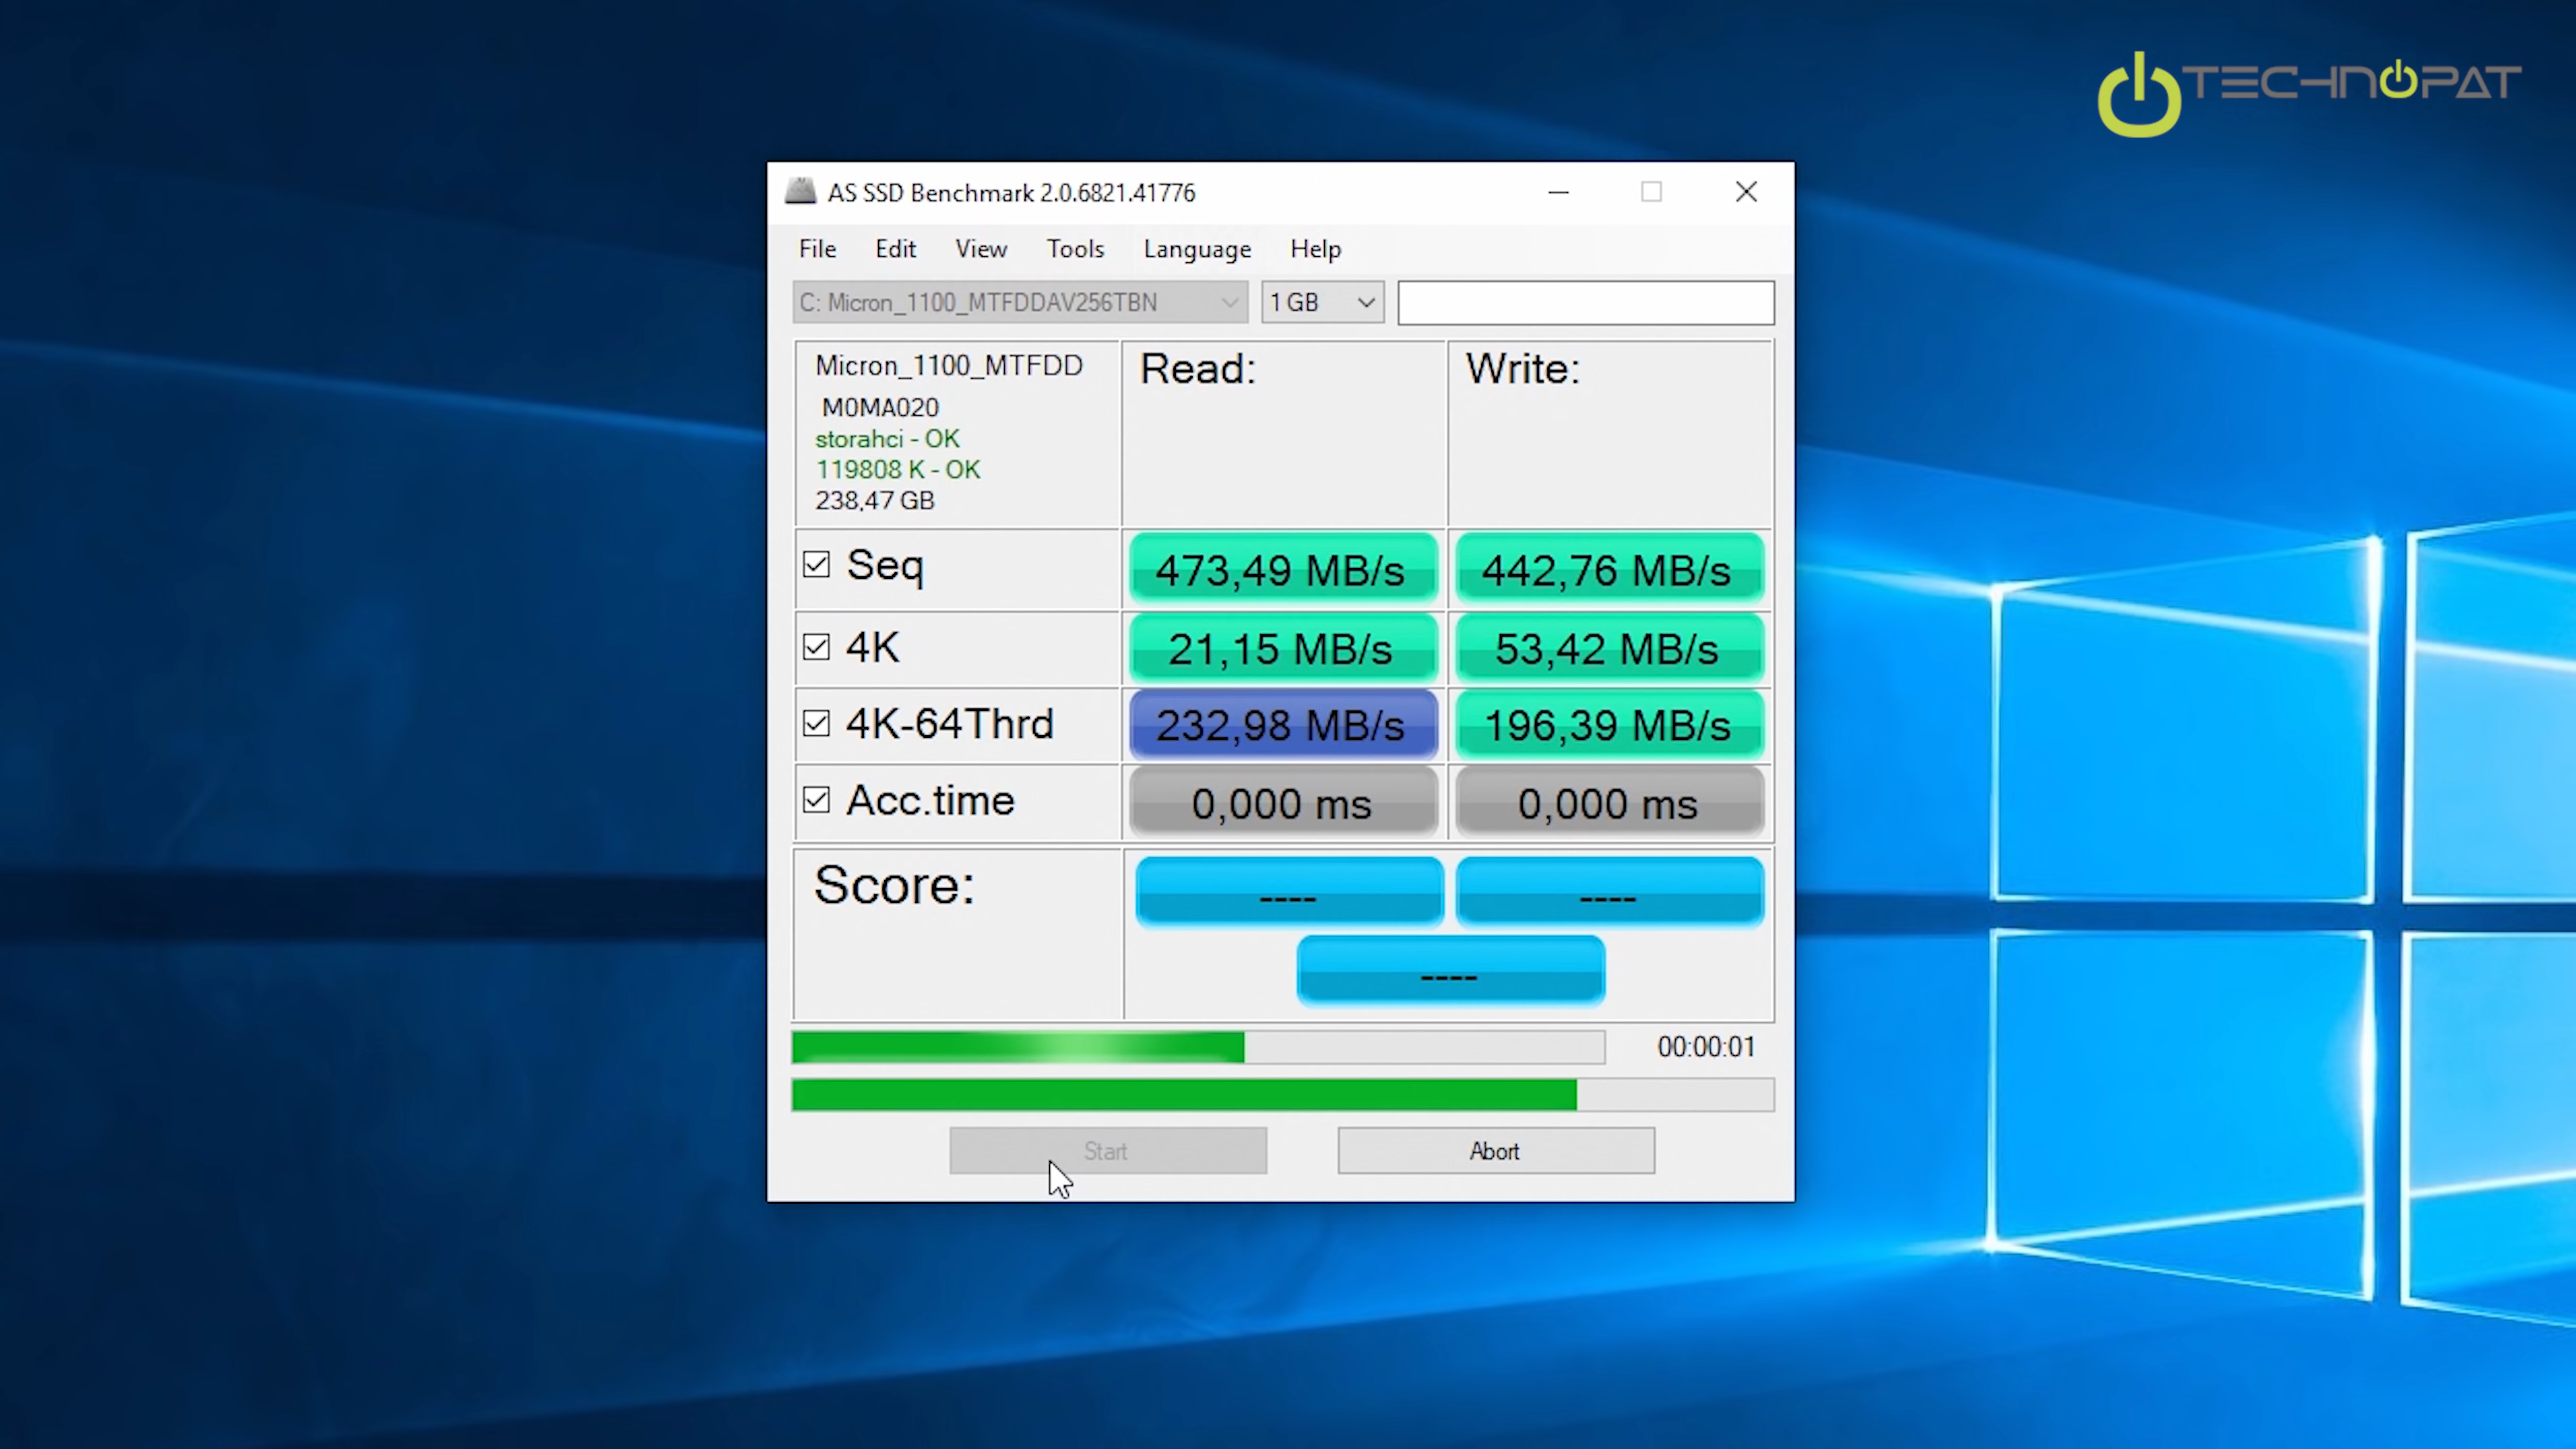 TECHNOPAT
AS SSD Benchmark 2.0.6821.41776
File Edit View Tools Language Help
C: Micron_1100_MTFDDAV256TBN 1 GB
Micron_1100_MTFDD
M0MA020
storahci - OK
119808 K - OK
238,47 GB
Read: Write:
Seq 473,49 MB/s 442,76 MB/s
4K 21,15 MB/s 53,42 MB/s
4K-64Thrd 232,98 MB/s 196,39 MB/s
Acc.time 0,000 ms 0,000 ms
Score: ---- ----
----
00:00:01
Start Abort